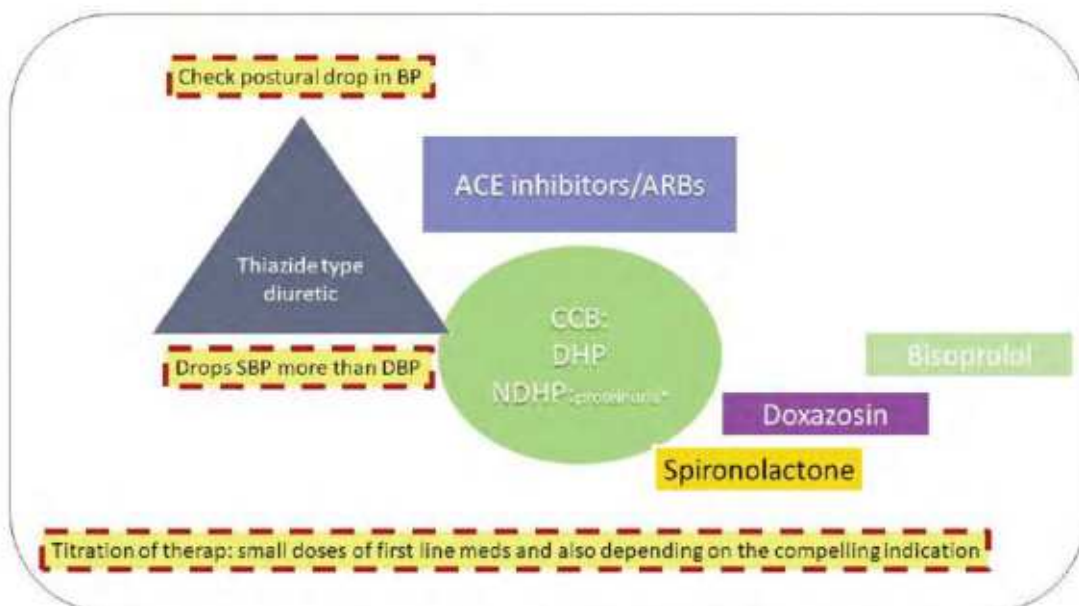 Check postural drop in BP
ACE inhibitors/ARBs
Thiazide type
diuretic
CCB:
DHP
NDHP:proteinuria*
Drops SBP more than DBP
Bisoprolol
Doxazosin
Spironolactone
Titration of therap: small doses of first line meds and also depending on the compelling indication